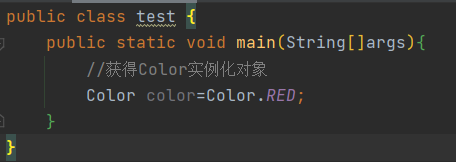 public class test {
public static void main(String[]args){
//获得Color实例化对象
Color color=Color.RED;
}
}